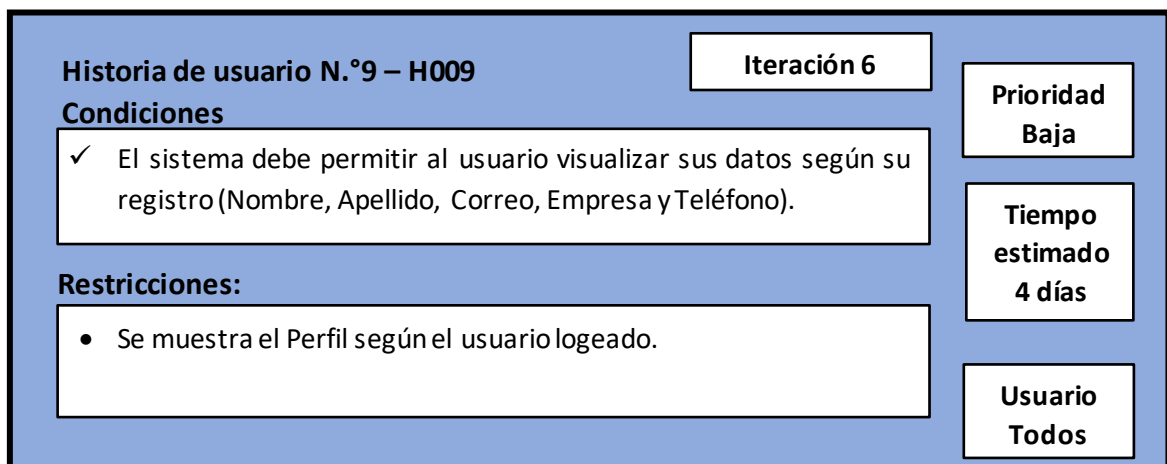 Historia de usuario N.°9 – H009
Iteración 6
Condiciones
Prioridad
Baja
✓ El sistema debe permitir al usuario visualizar sus datos según su
registro (Nombre, Apellido, Correo, Empresa y Teléfono).
Tiempo
estimado
4 días
Restricciones:
• Se muestra el Perfil según el usuario logeado.
Usuario
Todos